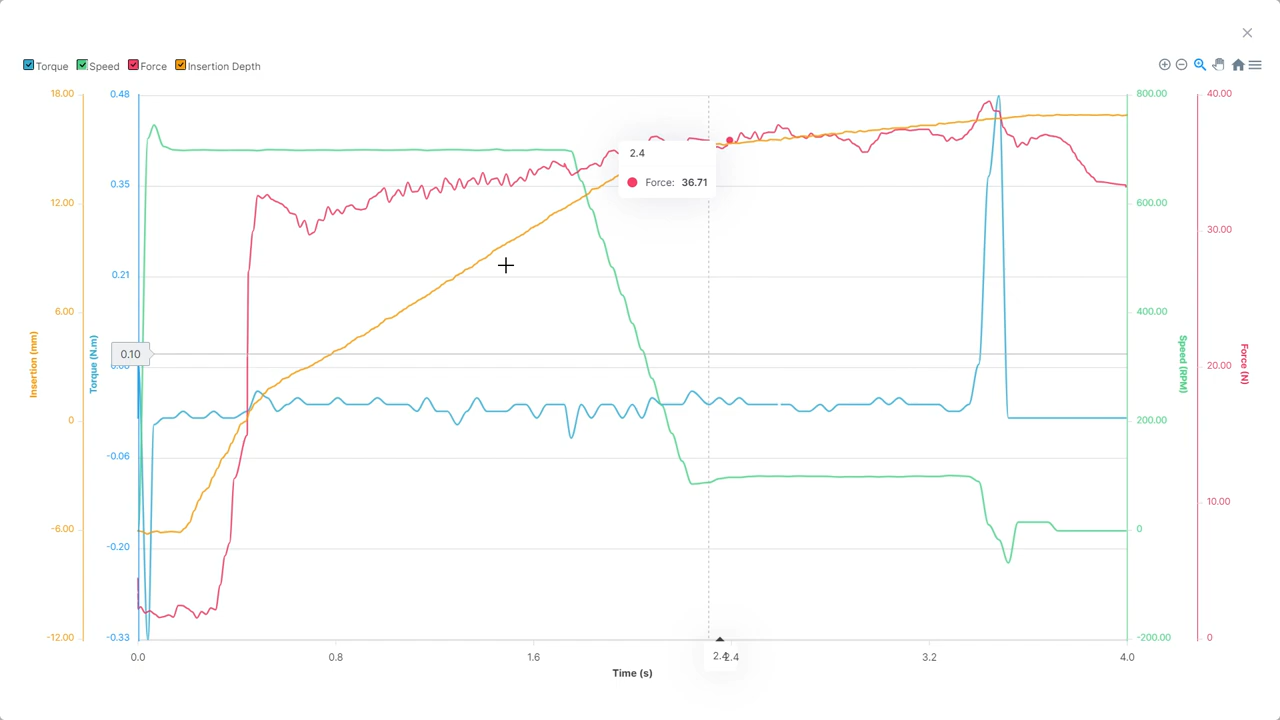 Torque Speed Force Insertion Depth
18.00 0.48 800.00 40.00
0.35
12.00 600.00 30.00
0.21
6.00 400.00
0.10
20.00
0 200.00
-0.06
10.00
-6.00 0
-0.20
-12.00 -0.33 -200.00 0
Insertion (mm)
Torque (N.m)
Speed (RPM)
Force (N)
2.4
Force: 36.71
0.0 0.8 1.6 2.4 3.2 4.0
Time (s)